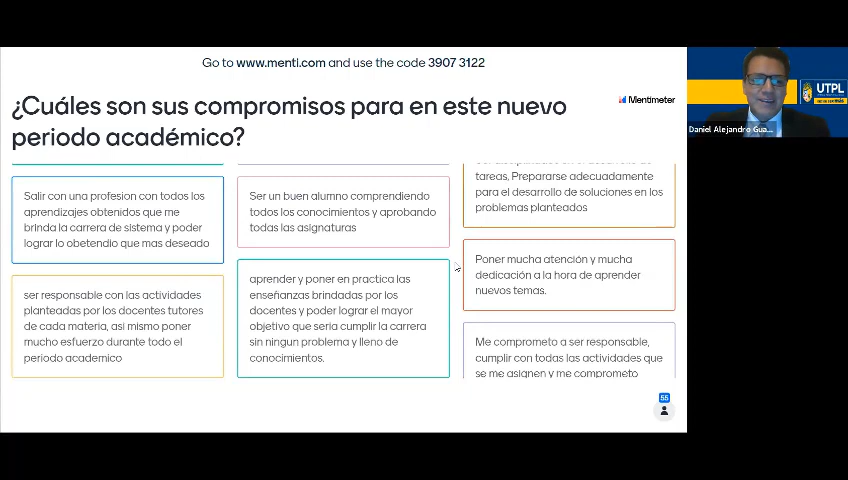 Go to www.menti.com and use the code 3907 3122
¿Cuáles son sus compromisos para en este nuevo
periodo académico?
Mentimeter
Salir con una profesion con todos los
aprendizajes obtenidos que me
brinda la carrera de sistema y poder
lograr lo obetendio que mas deseado
ser responsable con las actividades
planteadas por los docentes tutores
de cada materia, así mismo poner
mucho esfuerzo durante todo el
periodo academico
Ser un buen alumno comprendiendo
todos los conocimientos y aprobando
todas las asignaturas
aprender y poner en practica las
enseñanzas brindadas por los
docentes y poder lograr el mayor
objetivo que seria cumplir la carrera
sin ningun problema y lleno de
conocimientos.
tareas, Prepararse adecuadamente
para el desarrollo de soluciones en los
problemas planteados
Poner mucha atención y mucha
dedicación a la hora de aprender
nuevos temas.
Me comprometo a ser responsable,
cumplir con todas las actividades que
se me asignen y me comprometo
55
UTPL
Daniel Alejandro Gua...